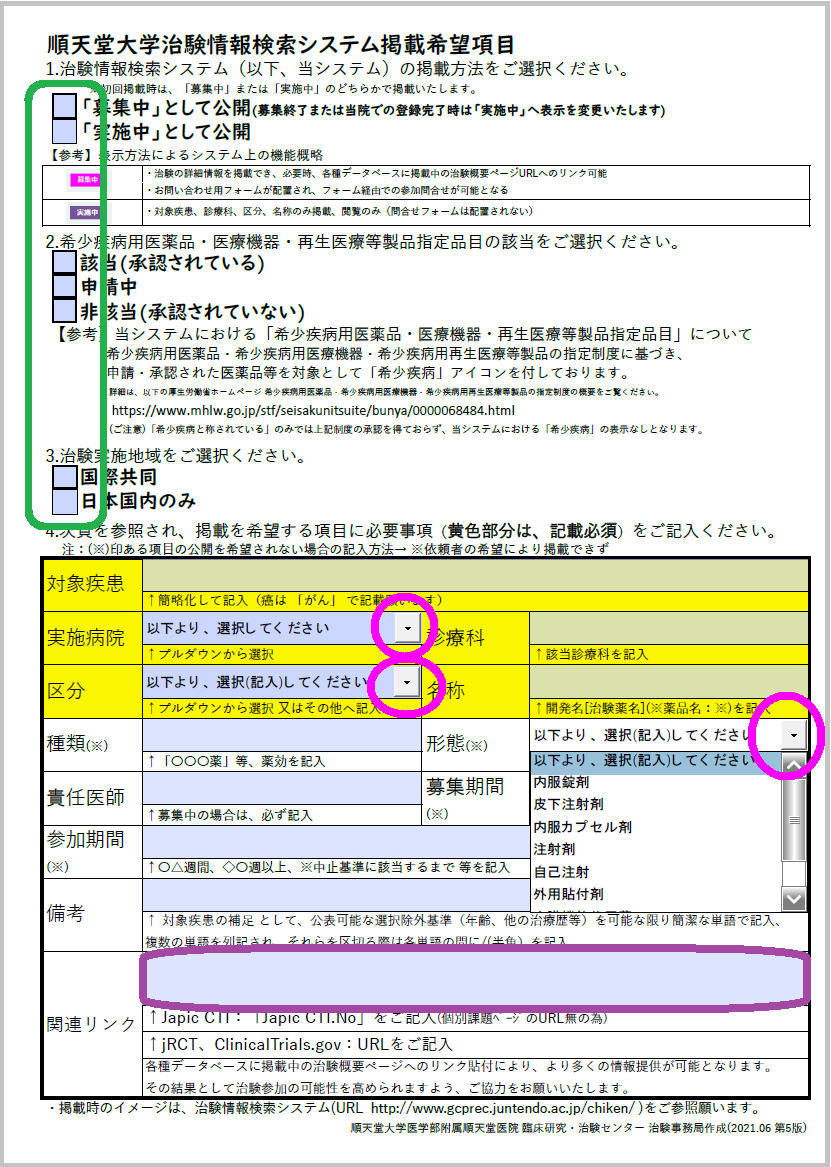 順天堂大学治験情報検索システム掲載希望項目
1.治験情報検索システム（以下、当システム）の掲載方法をご選択ください。
※初回掲載時は、「募集中」または「実施中」のどちらかで掲載いたします。
「募集中」として公開(募集終了または当院での登録完了時は「実施中」へ表示を変更いたします)
「実施中」として公開
【参考】表示方法によるシステム上の機能概略
募集中
・治験の詳細情報を掲載でき、必要時、各種データベースに掲載中の治験概要ページURLへのリンク可能
・お問い合わせ用フォームが配置され、フォーム経由での参加問合せが可能となる
実施中
・対象疾患、診療科、区分、名称のみ掲載、閲覧のみ（問合せフォームは配置されない）
2.希少疾病用医薬品・医療機器・再生医療等製品指定品目の該当をご選択ください。
該当(承認されている)
申請中
非該当(承認されていない)
【参考】当システムにおける「希少疾病用医薬品・医療機器・再生医療等製品指定品目」について
希少疾病用医薬品・希少疾病用医療機器・希少疾病用再生医療等製品の指定制度に基づき、
申請・承認された医薬品等を対象として「希少疾病」アイコンを付しております。
詳細は、以下の厚生労働省ホームページ 希少疾病用医薬品・希少疾病用医療機器・希少疾病用再生医療等製品の指定制度の概要をご覧ください。
https://www.mhlw.go.jp/stf/seisakunitsuite/bunya/0000068484.html
(ご注意)「希少疾病と称されている」のみでは上記制度の承認を得ておらず、当システムにおける「希少疾病」の表示なしとなります。
3.治験実施地域をご選択ください。
国際共同
日本国内のみ
4.次頁を参照され、掲載を希望する項目に必要事項（黄色部分は、記載必須）をご記入ください。
注：(※)印ある項目の公開を希望されない場合の記入方法→ ※依頼者の希望により掲載できず
対象疾患
↑簡略化して記入（癌は 「がん」 で記載願います）
実施病院
以下より、選択してください
↑プルダウンから選択
診療科
↑該当診療科を記入
区分
以下より、選択(記入)してください
↑プルダウンから選択 又はその他へ記入
名称
↑開発名[治験薬名](※薬品名：※)を記入
種類(※)
↑「〇〇〇薬」等、薬効を記入
形態(※)
以下より、選択(記入)してください
以下より、選択(記入)してください
内服錠剤
皮下注射剤
内服カプセル剤
注射剤
自己注射
外用貼付剤
責任医師
↑募集中の場合は、必ず記入
募集期間
(※)
参加期間
(※)
↑〇△週間、◇〇週以上、※中止基準に該当するまで 等を記入
備考
↑ 対象疾患の補足 として、公表可能な選択除外基準（年齢、他の治療歴等）を可能な限り簡潔な単語で記入、
複数の単語を列記され、それらを区切る際は各単語の間に/(半角）を記入
関連リンク
↑Japic CTI：「Japic CTI.No」をご記入(個別課題ﾍﾟｰｼﾞのURL無の為)
↑jRCT、ClinicalTrials.gov：URLをご記入
各種データベースに掲載中の治験概要ページへのリンク貼付により、より多くの情報提供が可能となります。
その結果として治験参加の可能性を高められますよう、ご協力をお願いいたします。
・掲載時のイメージは、治験情報検索システム(URL http://www.gcprec.juntendo.ac.jp/chiken/ )をご参照願います。
順天堂大学医学部附属順天堂医院 臨床研究・治験センター 治験事務局作成(2021.06 第5版)